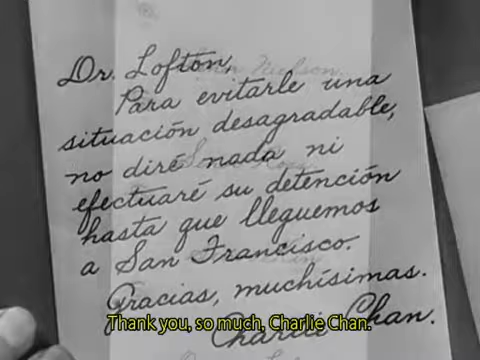 Dr. Lofton,
Para evitarle una
situación desagradable,
no diré nada ni
efectuaré su detención
hasta que lleguemos
a San Francisco.
Gracias, muchísimas.
Charlie Chan.
Thank you, so much, Charlie Chan.